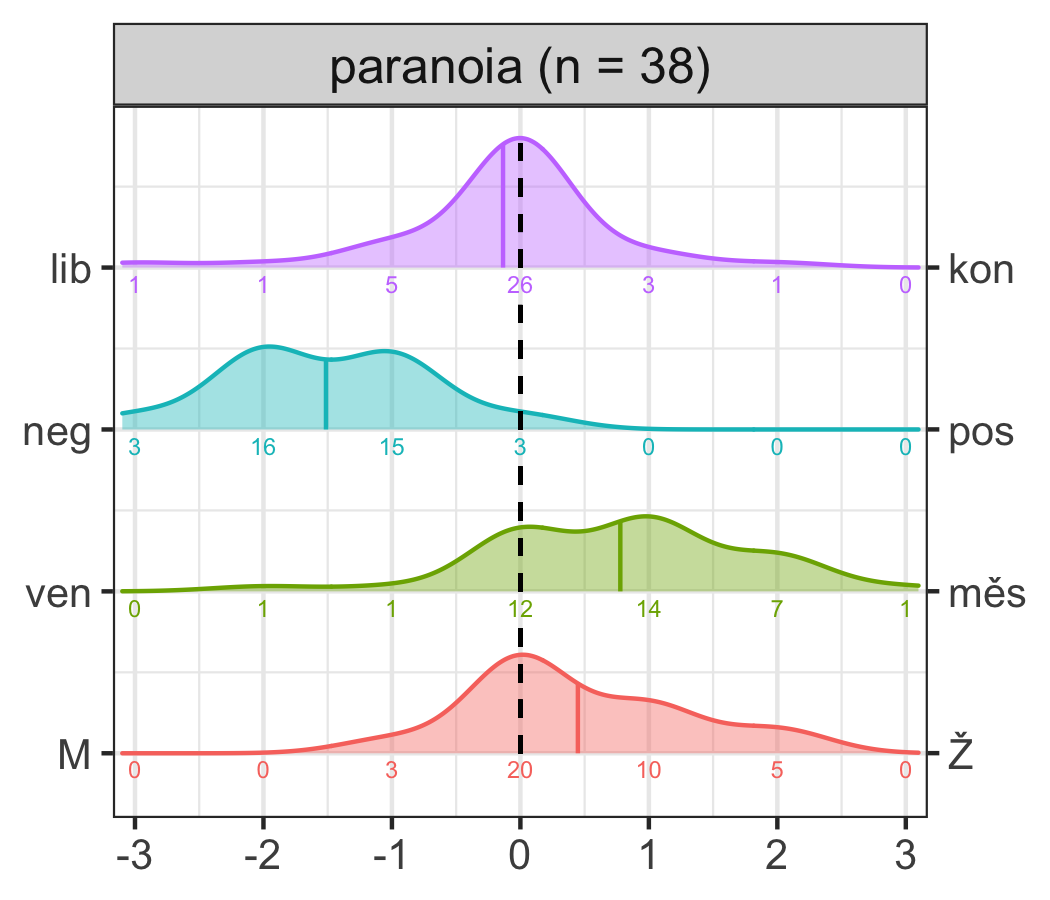 paranoia (n = 38)
lib kon
1 1 5 26 3 1 0
neg pos
3 16 15 3 0 0 0
ven měs
0 1 1 12 14 7 1
M Ž
0 0 3 20 10 5 0
-3 -2 -1 0 1 2 3